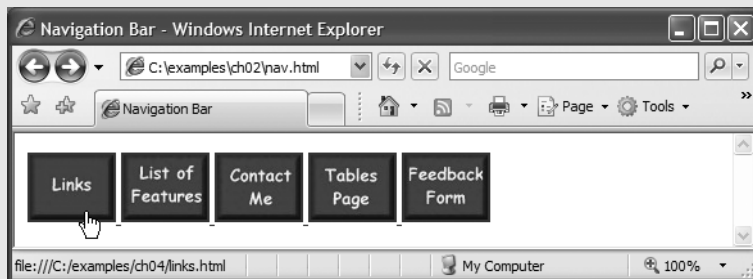 Navigation Bar - Windows Internet Explorer
C:\examples\ch02\nav.html
Google
Navigation Bar
Page
Tools
»
Links
List of
Features
Contact
Me
Tables
Page
Feedback
Form
file:///C:/examples/ch04/links.html
My Computer
100%